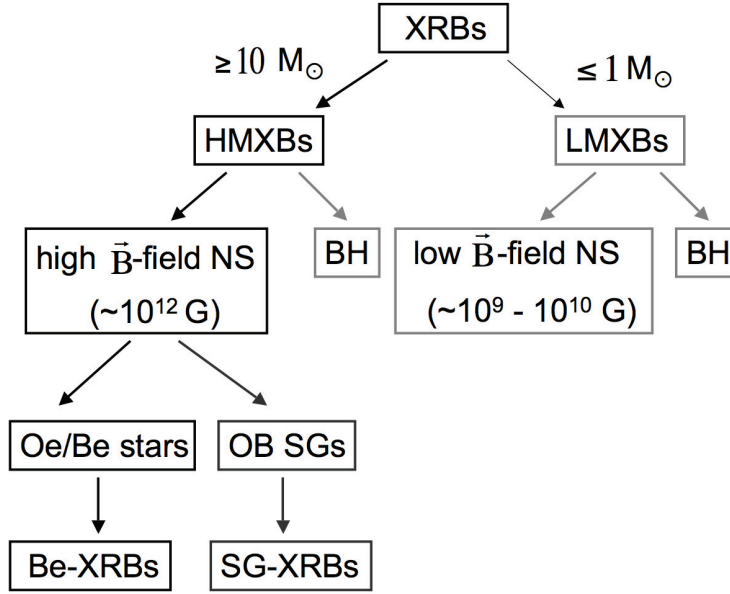 XRBs
≥10 M☉
≤ 1 M☉
HMXBs
LMXBs
high B⃗-field NS
(~10¹² G)
BH
low B⃗-field NS
(~10⁹ - 10¹⁰ G)
BH
Oe/Be stars
OB SGs
Be-XRBs
SG-XRBs